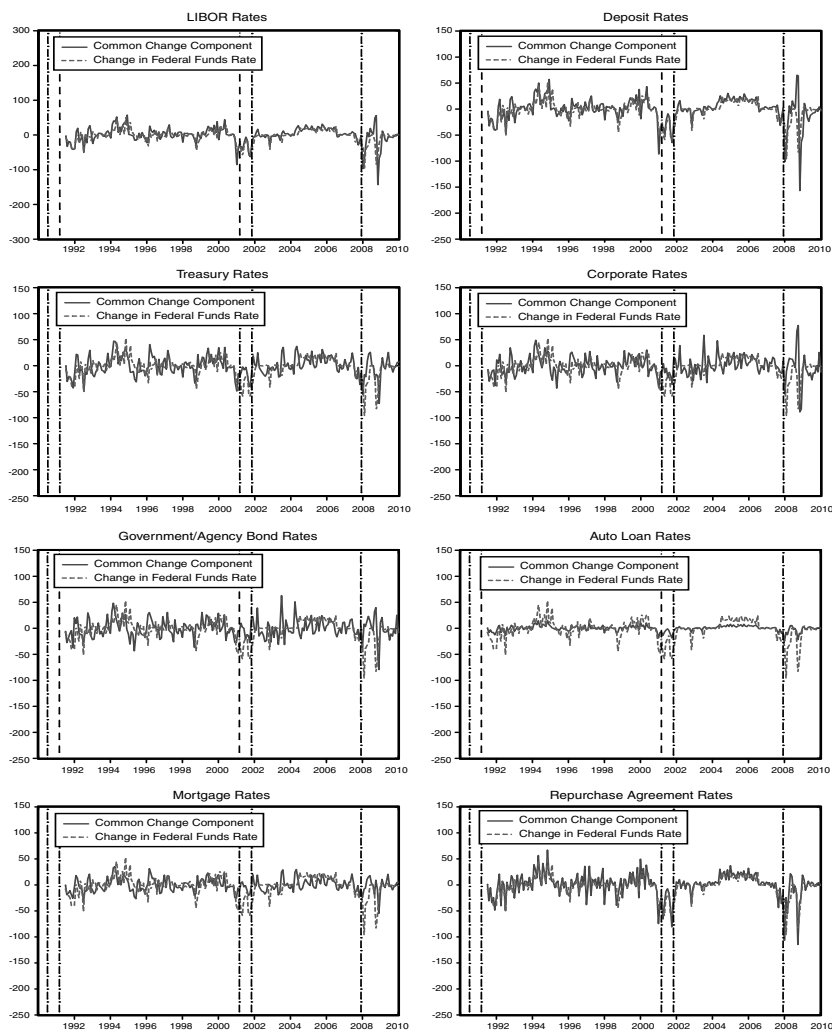 LIBOR Rates
300
200
100
0
-100
-200
-300
Common Change Component
Change in Federal Funds Rate
1992 1994 1996 1998 2000 2002 2004 2006 2008 2010
Deposit Rates
150
100
50
0
-50
-100
-150
-200
-250
Common Change Component
Change in Federal Funds Rate
1992 1994 1996 1998 2000 2002 2004 2006 2008 2010
Treasury Rates
150
100
50
0
-50
-100
-150
-200
-250
Common Change Component
Change in Federal Funds Rate
1992 1994 1996 1998 2000 2002 2004 2006 2008 2010
Corporate Rates
150
100
50
0
-50
-100
-150
-200
-250
Common Change Component
Change in Federal Funds Rate
1992 1994 1996 1998 2000 2002 2004 2006 2008 2010
Government/Agency Bond Rates
150
100
50
0
-50
-100
-150
-200
-250
Common Change Component
Change in Federal Funds Rate
1992 1994 1996 1998 2000 2002 2004 2006 2008 2010
Auto Loan Rates
150
100
50
0
-50
-100
-150
-200
-250
Common Change Component
Change in Federal Funds Rate
1992 1994 1996 1998 2000 2002 2004 2006 2008 2010
Mortgage Rates
150
100
50
0
-50
-100
-150
-200
-250
Common Change Component
Change in Federal Funds Rate
1992 1994 1996 1998 2000 2002 2004 2006 2008 2010
Repurchase Agreement Rates
150
100
50
0
-50
-100
-150
-200
-250
Common Change Component
Change in Federal Funds Rate
1992 1994 1996 1998 2000 2002 2004 2006 2008 2010